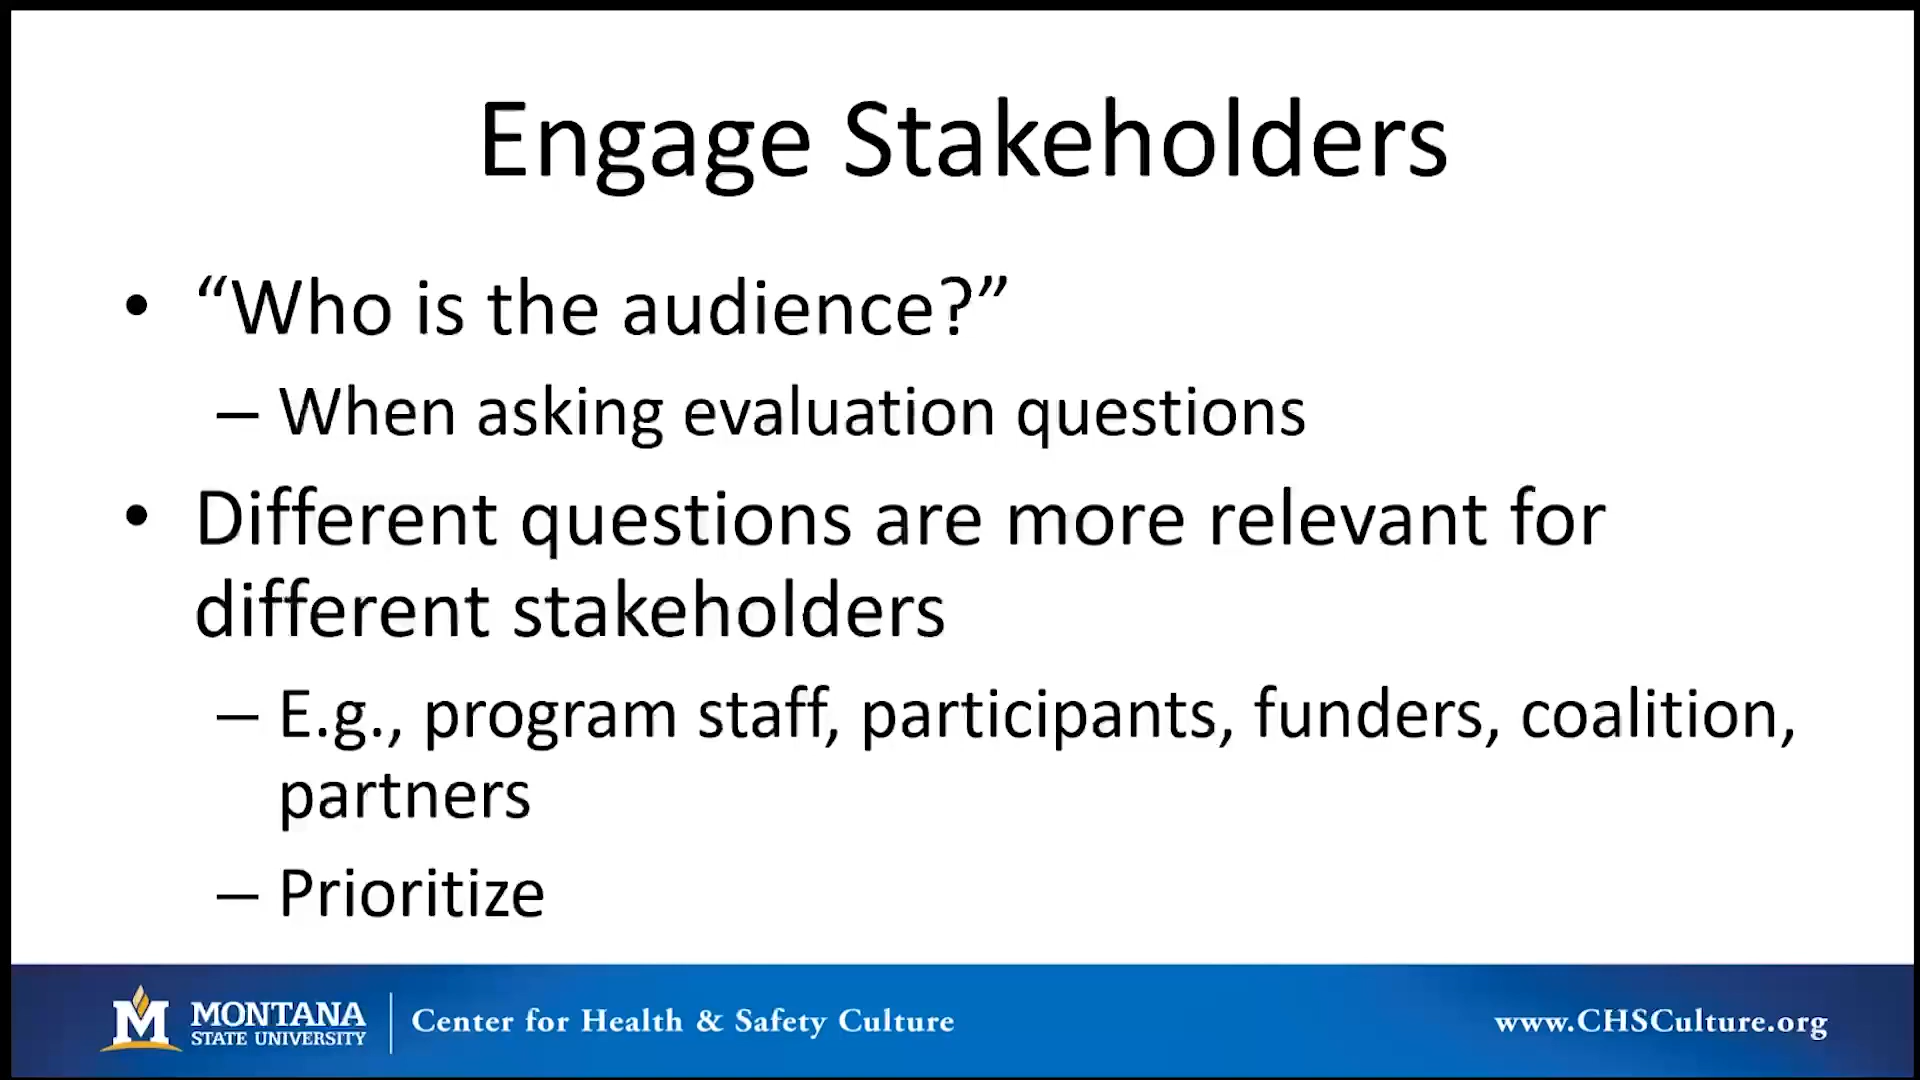 Engage Stakeholders
• “Who is the audience?”
– When asking evaluation questions
• Different questions are more relevant for
different stakeholders
– E.g., program staff, participants, funders, coalition,
partners
– Prioritize
M MONTANA
STATE UNIVERSITY
Center for Health & Safety Culture
www.CHSCulture.org